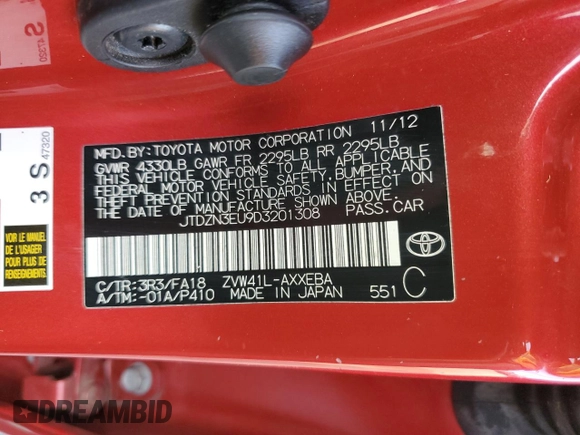 MFD.BY:TOYOTA MOTOR CORPORATION 11/12
GVWR 4330LB GAWR FR 2295LB RR 2295LB
THIS VEHICLE CONFORMS TO ALL APPLICABLE
FEDERAL MOTOR VEHICLE SAFETY,BUMPER,AND
THEFT PREVENTION STANDARDS IN EFFECT ON
THE DATE OF MANUFACTURE SHOWN ABOVE.
JTDZN3EU9D3201308 PASS.CAR
TOYOTA
C/TR:3R3/FA18 ZVW41L-AXXEBA
A/TM:-01A/P410 MADE IN JAPAN 551 C
3 S 47320
VOIR LE MANUEL
DE L'USAGER
POUR PLUS DE
RENSEIGNEMENTS
S 47320
DREAMBID